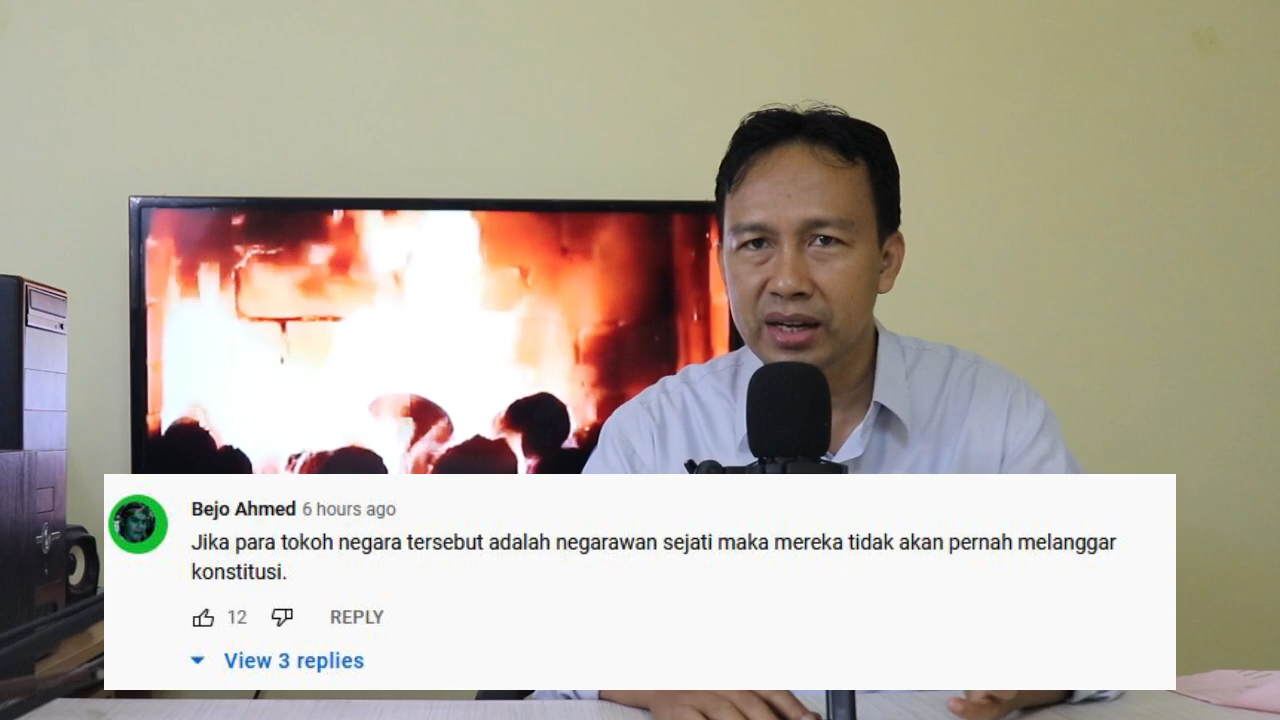 Bejo Ahmed 6 hours ago
Jika para tokoh negara tersebut adalah negarawan sejati maka mereka tidak akan pernah melanggar
konstitusi.
12 REPLY
View 3 replies